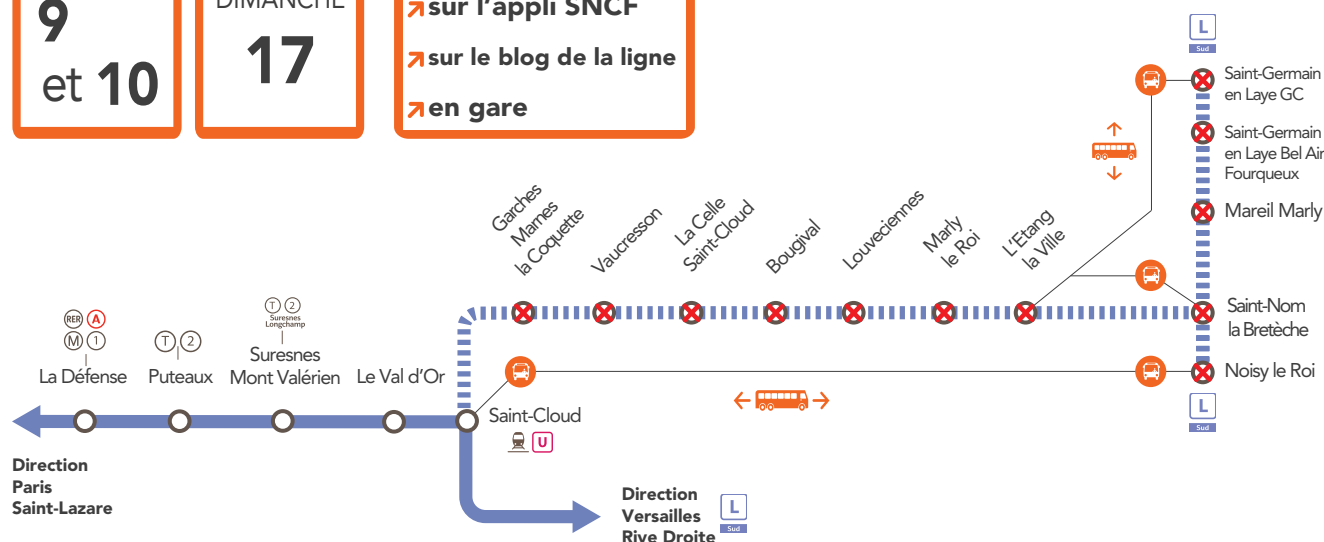 9
et 10
DIMANCHE
17
sur l'appli SNCF
sur le blog de la ligne
en gare
L
Sud
Saint-Germain
en Laye GC
Saint-Germain
en Laye Bel Air
Fourqueux
Mareil Marly
Garches
Marnes
la Coquette
Vaucresson
La Celle
Saint-Cloud
Bougival
Louveciennes
Marly
le Roi
L'Etang
la Ville
Saint-Nom
la Bretèche
Noisy le Roi
L
Sud
RER A
M 1
La Défense
T 2
Puteaux
T 2
Suresnes
Longchamp
Suresnes
Mont Valérien
Le Val d'Or
Saint-Cloud
U
Direction
Paris
Saint-Lazare
Direction
Versailles
Rive Droite
L
Sud